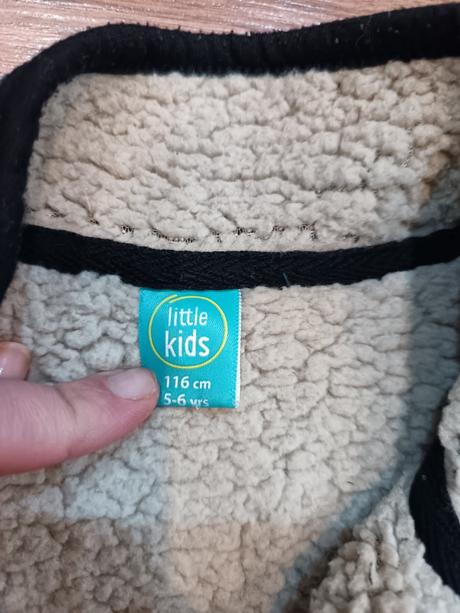 little
kids
116 cm
5-6 yrs